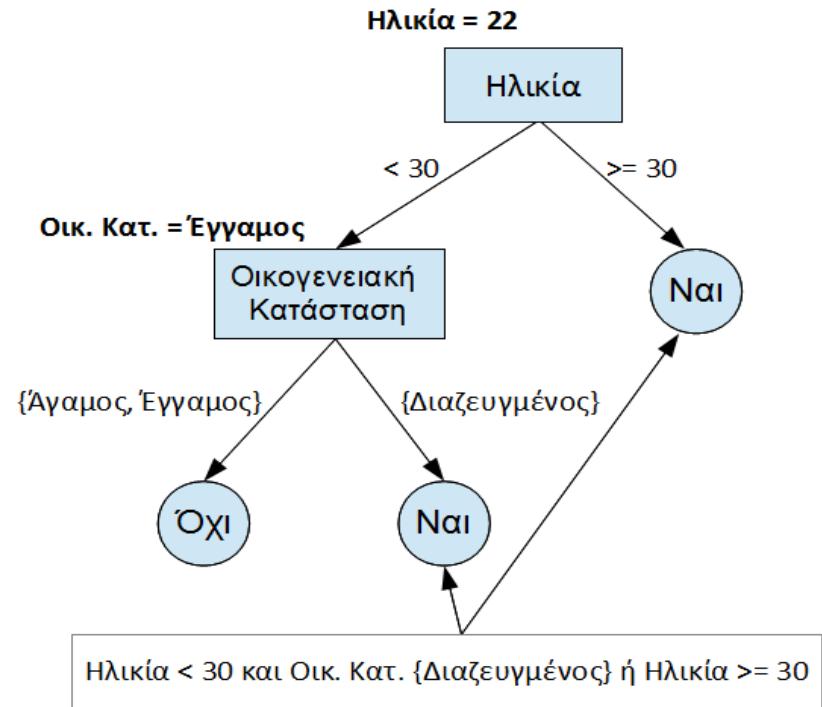 Ηλικία = 22
Ηλικία
< 30
>= 30
Οικ. Κατ. = Έγγαμος
Οικογενειακή
Κατάσταση
Ναι
{Άγαμος, Έγγαμος}
{Διαζευγμένος}
Όχι
Ναι
Ηλικία < 30 και Οικ. Κατ. {Διαζευγμένος} ή Ηλικία >= 30